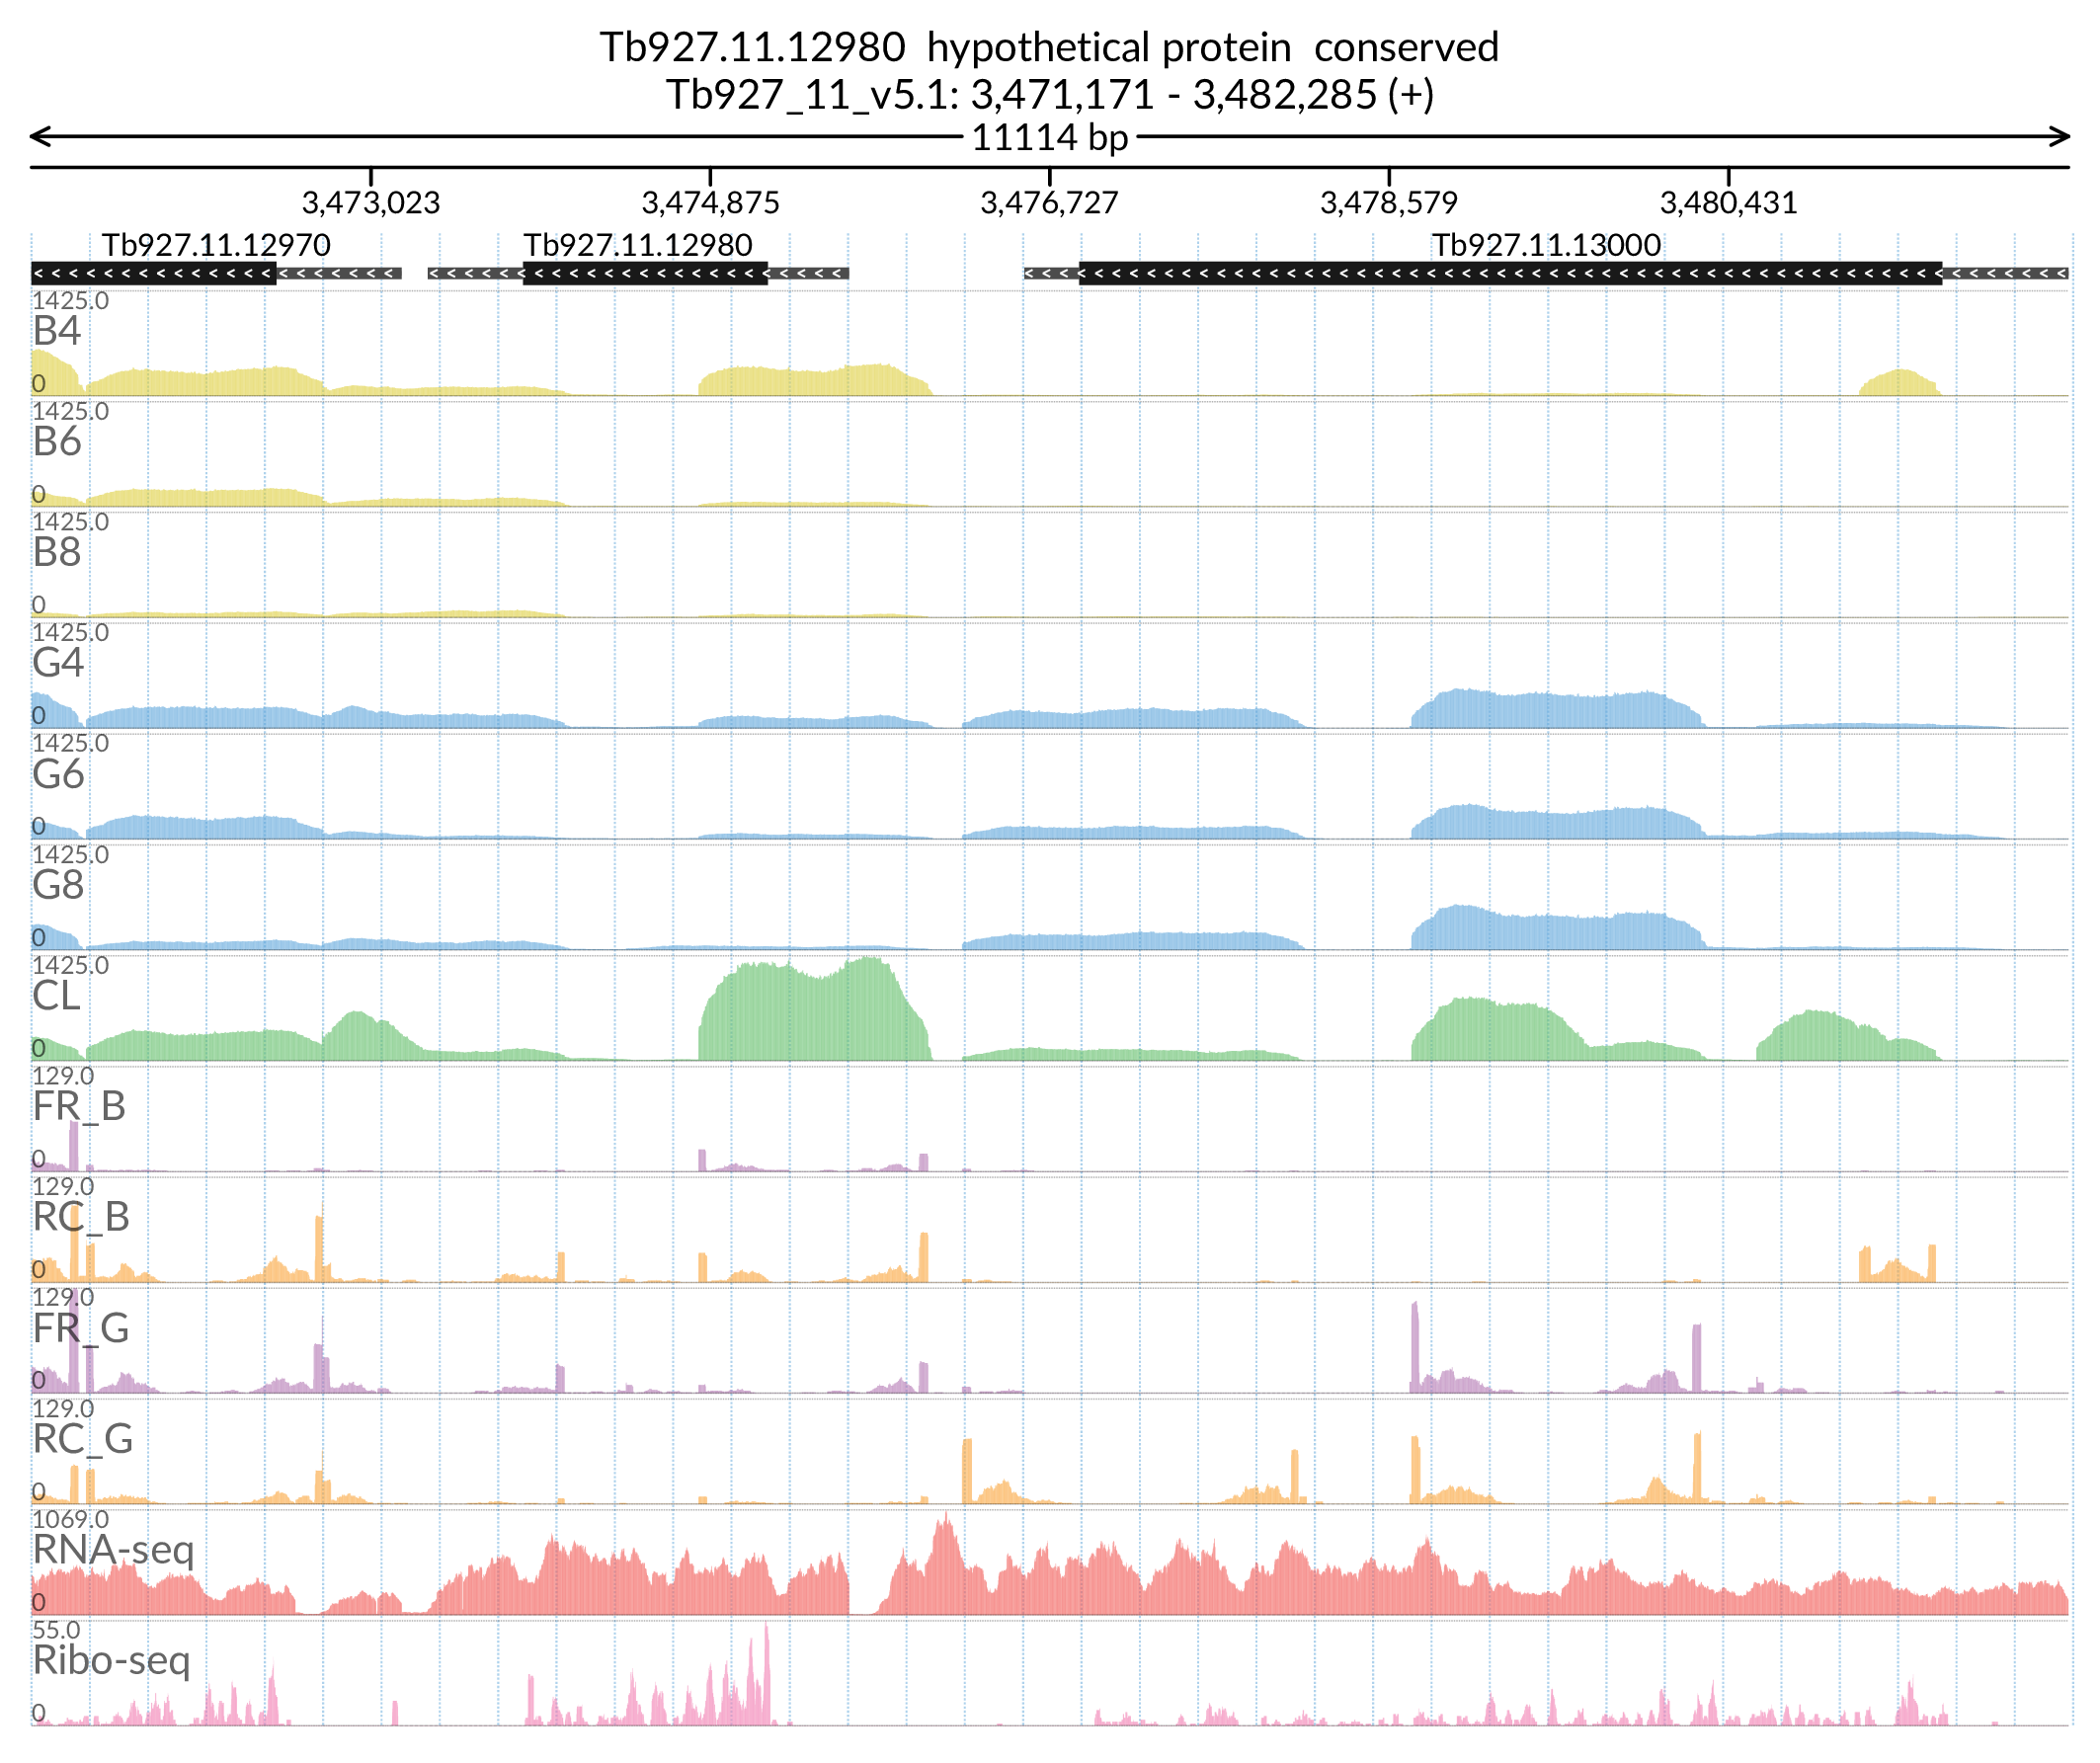 Tb927.11.12980 hypothetical protein conserved
Tb927_11_v5.1: 3,471,171 - 3,482,285 (+)
11114 bp
3,473,023 3,474,875 3,476,727 3,478,579 3,480,431
Tb927.11.12970 Tb927.11.12980 Tb927.11.13000
1425.0
B4
0
1425.0
B6
0
1425.0
B8
0
1425.0
G4
0
1425.0
G6
0
1425.0
G8
0
1425.0
CL
0
129.0
FR_B
0
129.0
RC_B
0
129.0
FR_G
0
129.0
RC_G
0
1069.0
RNA-seq
0
55.0
Ribo-seq
0